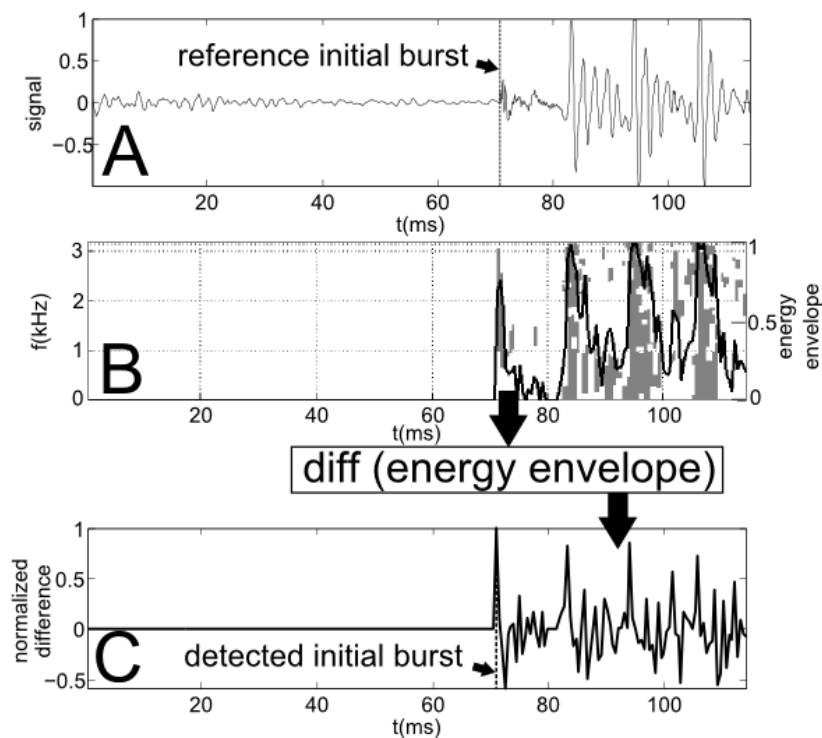 1
0.5
0
−0.5
signal
reference initial burst
A
20 40 60 80 100
t(ms)
3
2
1
0
f(kHz)
B
1
0.5
0
energy
envelope
20 40 60 80 100
t(ms)
diff (energy envelope)
1
0.5
0
−0.5
normalized
difference
C
detected initial burst
20 40 60 80 100
t(ms)